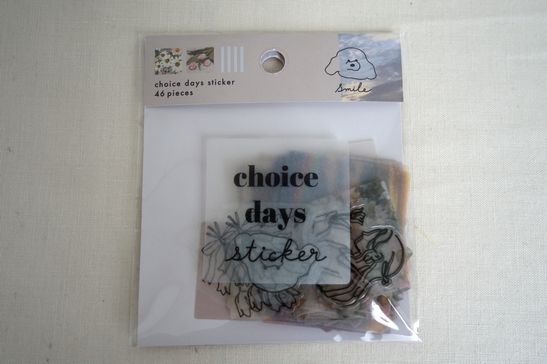 choice days sticker
46 pieces
smile
choice
days
sticker